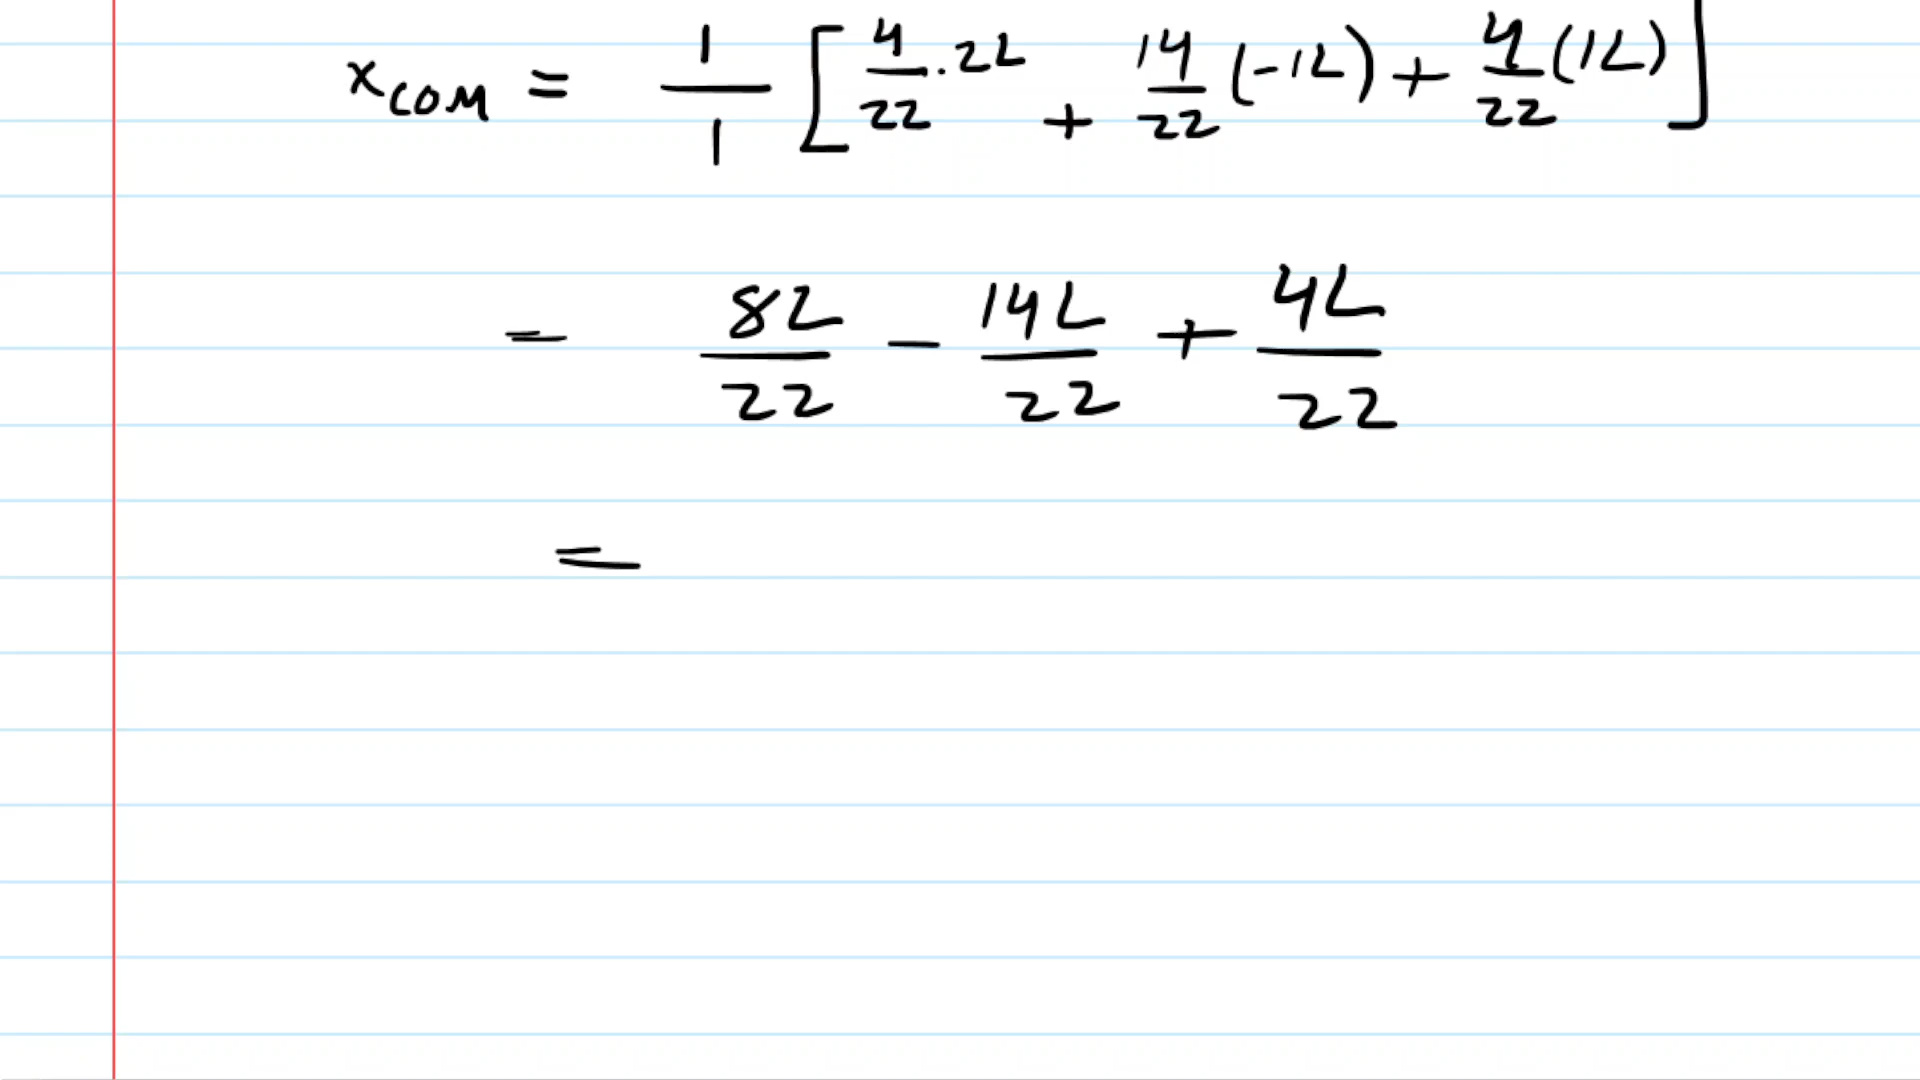 x_COM = 1/1 [ 4/22 · 2L + 14/22 (-1L) + 4/22 (1L) ]
= 8L/22 - 14L/22 + 4L/22
=